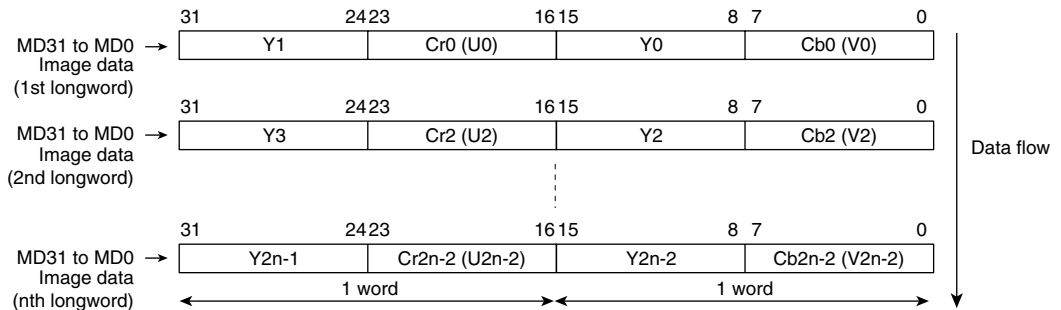 31 24 23 16 15 8 7 0
MD31 to MD0 → Y1 Cr0 (U0) Y0 Cb0 (V0)
Image data
(1st longword)
31 24 23 16 15 8 7 0
MD31 to MD0 → Y3 Cr2 (U2) Y2 Cb2 (V2)
Image data
(2nd longword)
Data flow
31 24 23 16 15 8 7 0
MD31 to MD0 → Y2n-1 Cr2n-2 (U2n-2) Y2n-2 Cb2n-2 (V2n-2)
Image data
(nth longword)
1 word 1 word